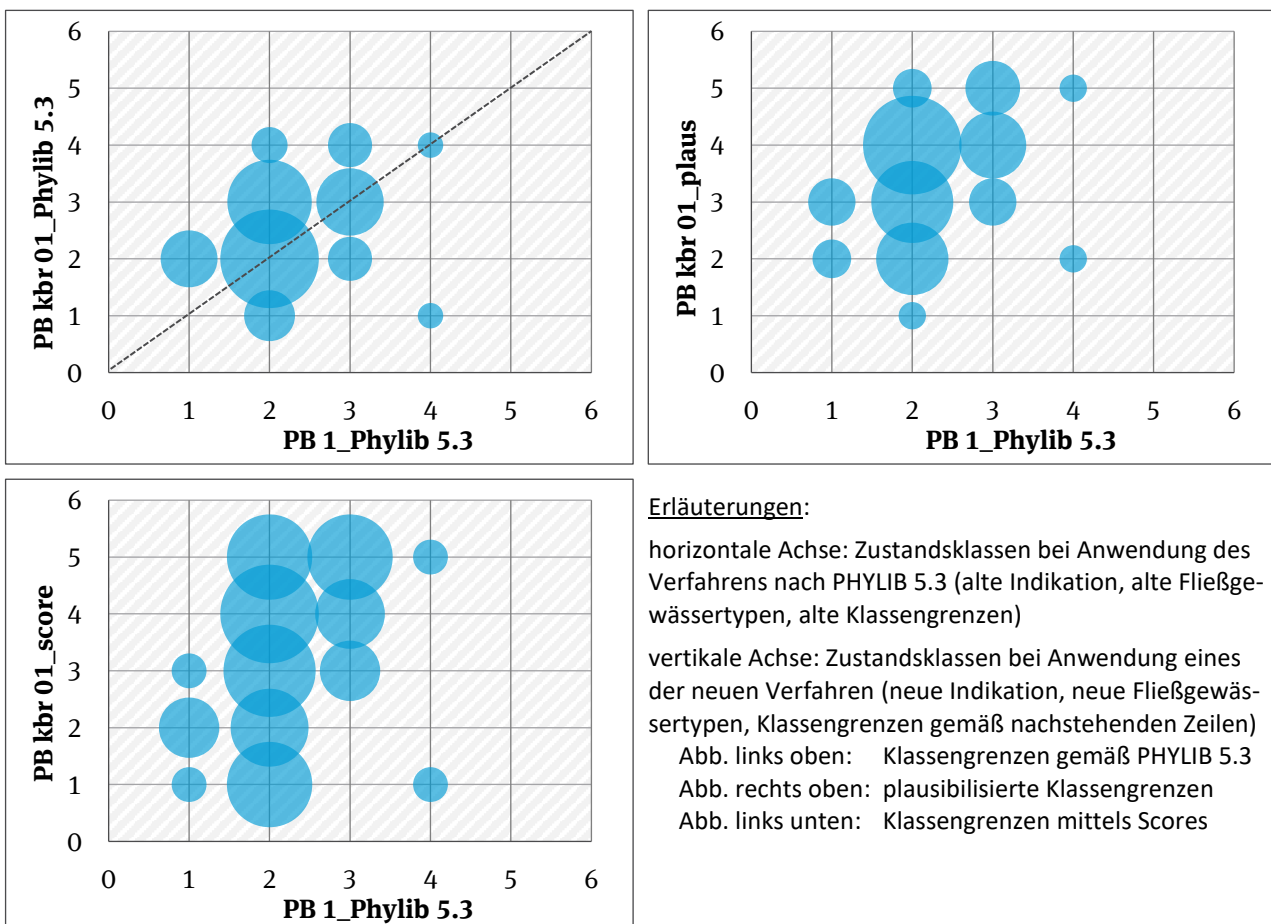 6
5
4
3
2
1
0
PB kbr 01_Phylib 5.3
0 1 2 3 4 5 6
PB 1_Phylib 5.3
6
5
4
3
2
1
0
PB kbr 01_plaus
0 1 2 3 4 5 6
PB 1_Phylib 5.3
6
5
4
3
2
1
0
PB kbr 01_score
0 1 2 3 4 5 6
PB 1_Phylib 5.3
Erläuterungen:
horizontale Achse: Zustandsklassen bei Anwendung des
Verfahrens nach PHYLIB 5.3 (alte Indikation, alte Fließge-
wässertypen, alte Klassengrenzen)
vertikale Achse: Zustandsklassen bei Anwendung eines
der neuen Verfahren (neue Indikation, neue Fließgewäs-
sertypen, Klassengrenzen gemäß nachstehenden Zeilen)
Abb. links oben: Klassengrenzen gemäß PHYLIB 5.3
Abb. rechts oben: plausibilisierte Klassengrenzen
Abb. links unten: Klassengrenzen mittels Scores